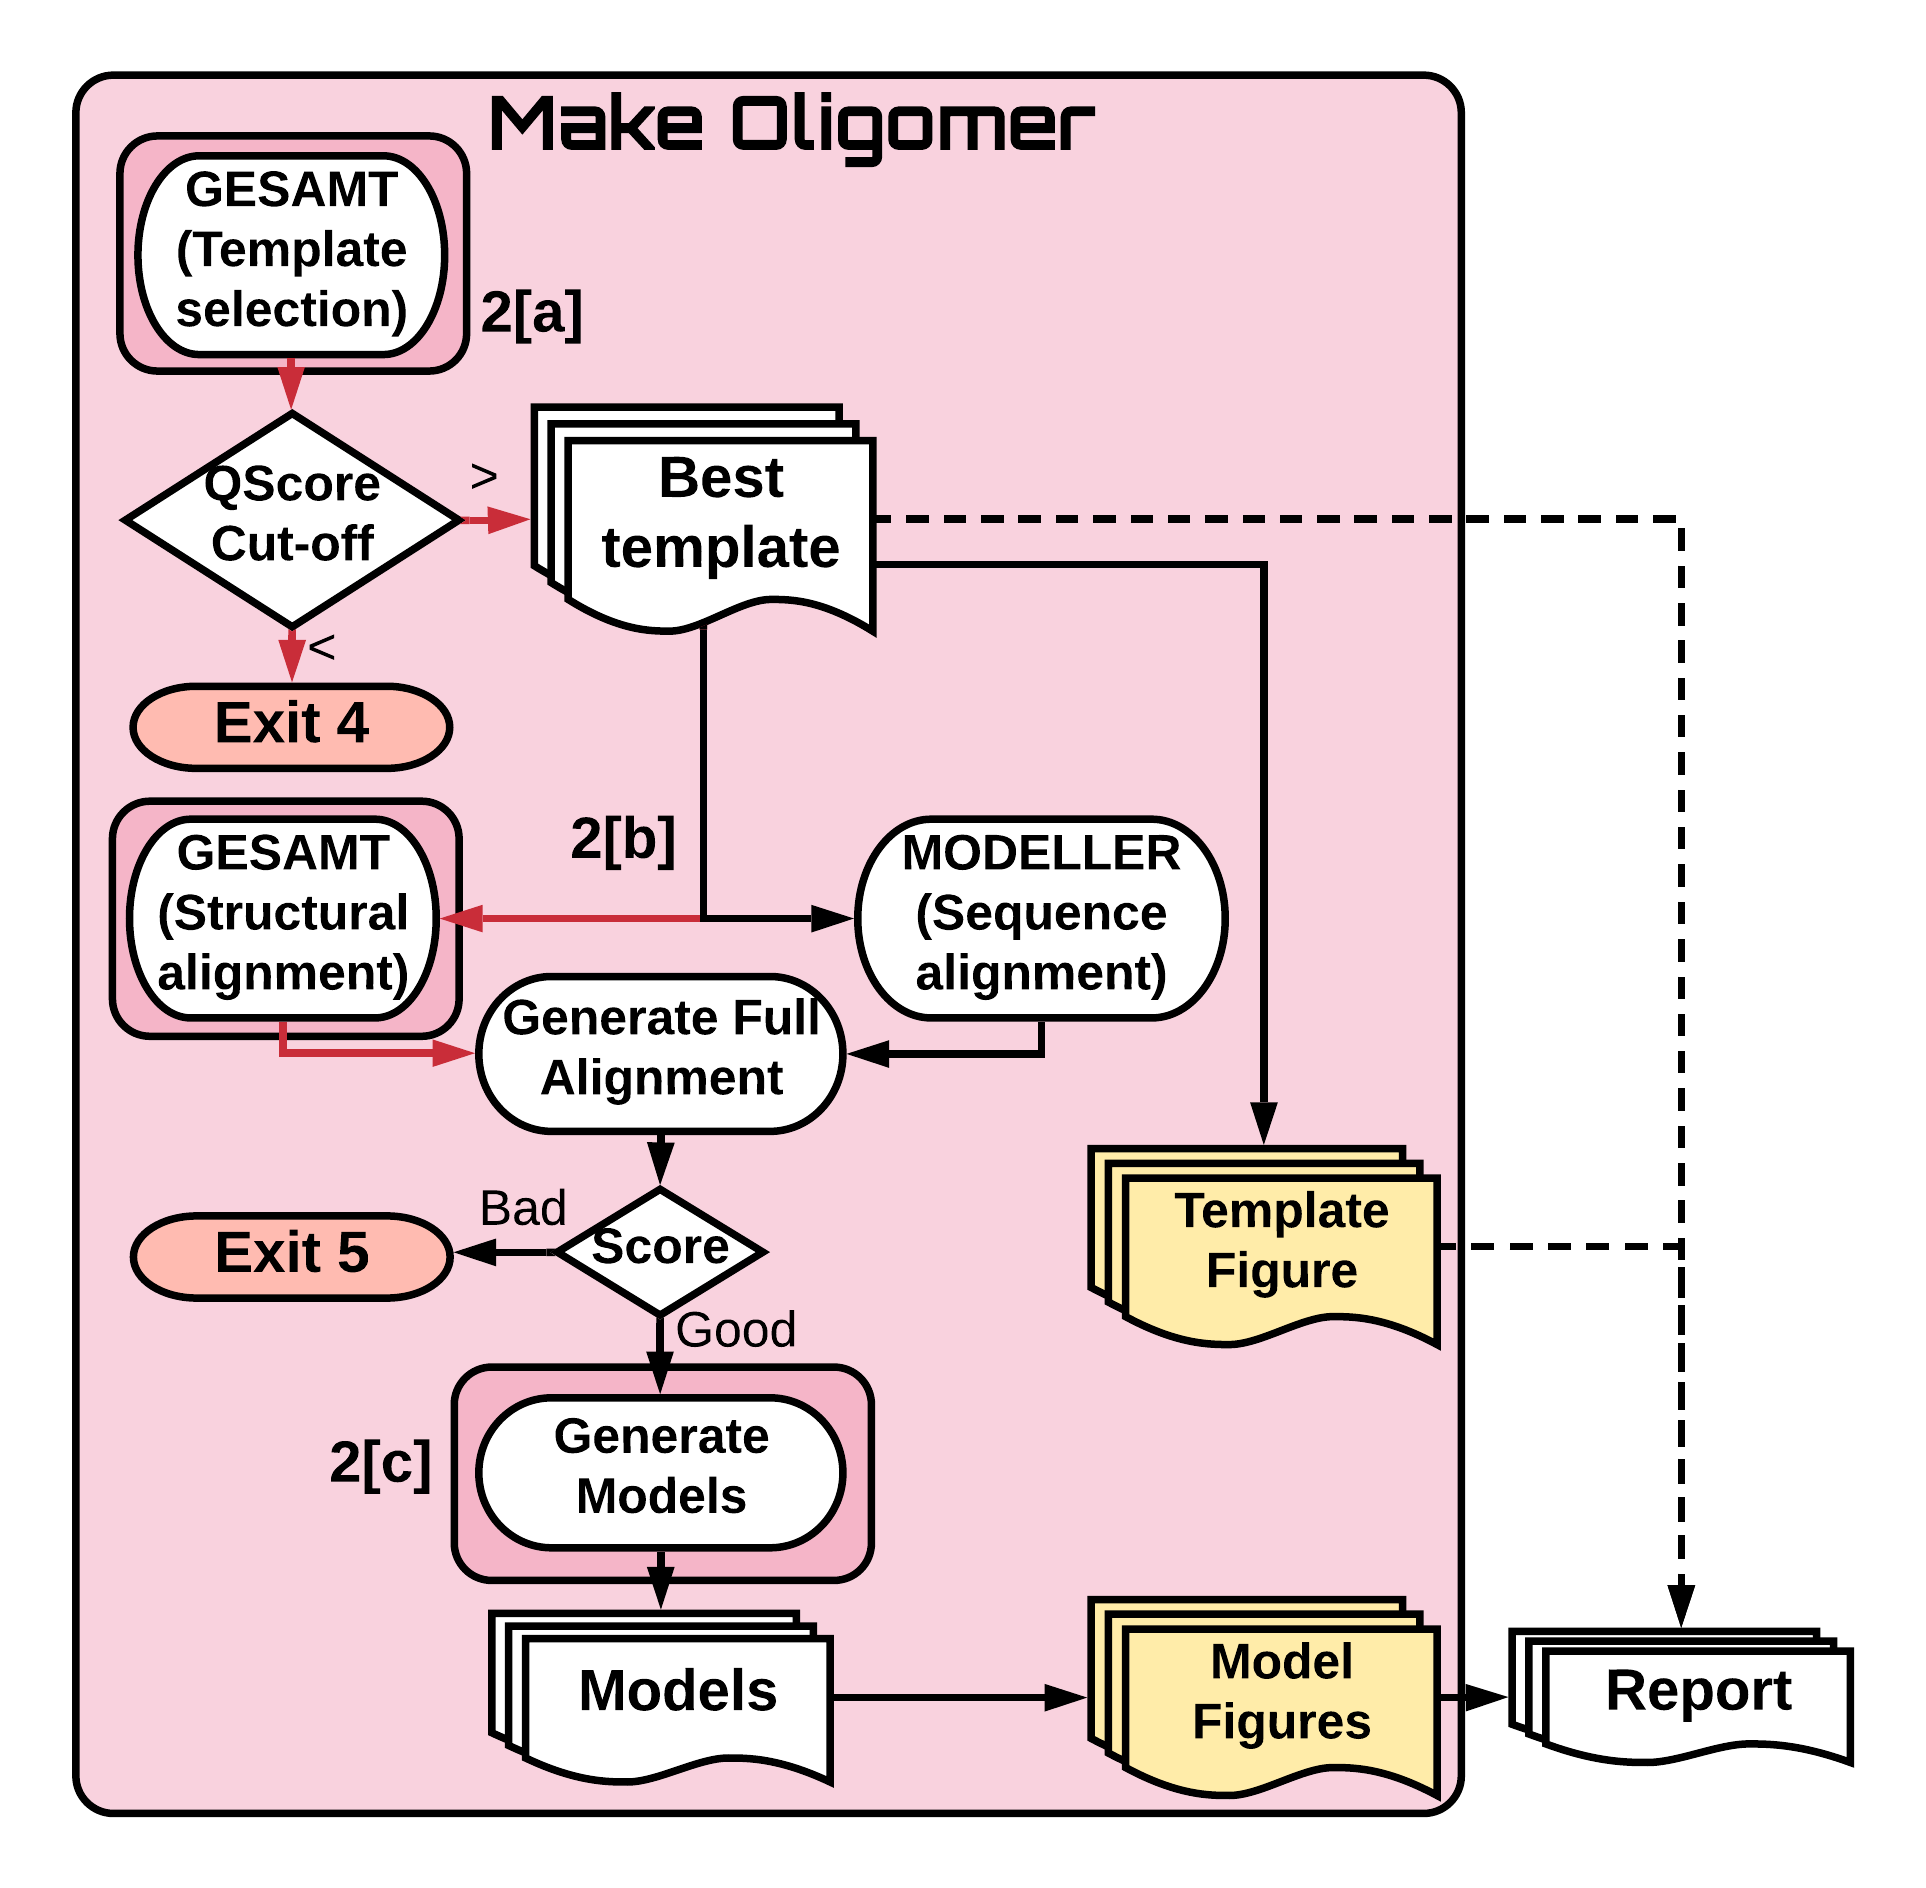 Make Oligomer
GESAMT
(Template
selection)
2[a]
QScore
Cut-off
>
<
Best
template
Exit 4
2[b]
GESAMT
(Structural
alignment)
MODELLER
(Sequence
alignment)
Generate Full
Alignment
Bad
Score
Exit 5
Good
Template
Figure
2[c]
Generate
Models
Models
Model
Figures
Report